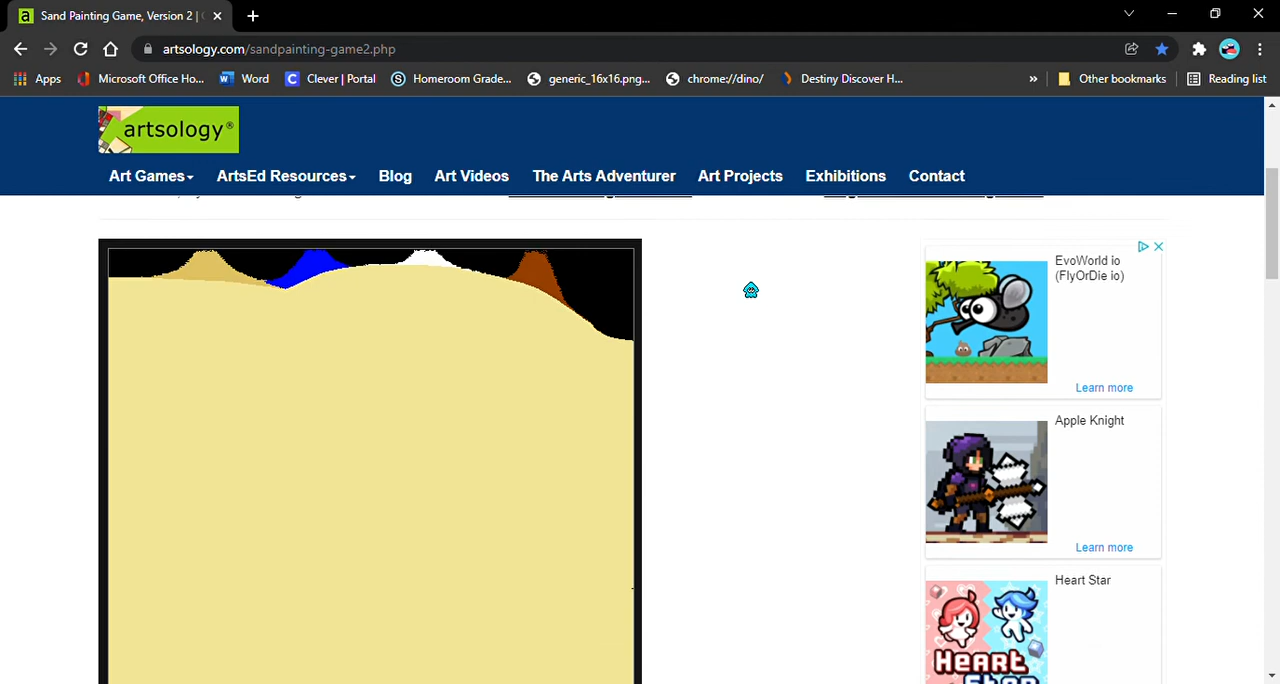 Sand Painting Game, Version 2 | 
artsology.com/sandpainting-game2.php
Apps Microsoft Office Ho... Word Clever | Portal Homeroom Grade... generic_16x16.png... chrome://dino/ Destiny Discover H... » Other bookmarks Reading list
artsology®
Art Games ArtsEd Resources Blog Art Videos The Arts Adventurer Art Projects Exhibitions Contact
EvoWorld io
(FlyOrDie io)
Learn more
Apple Knight
Learn more
Heart Star
HEART